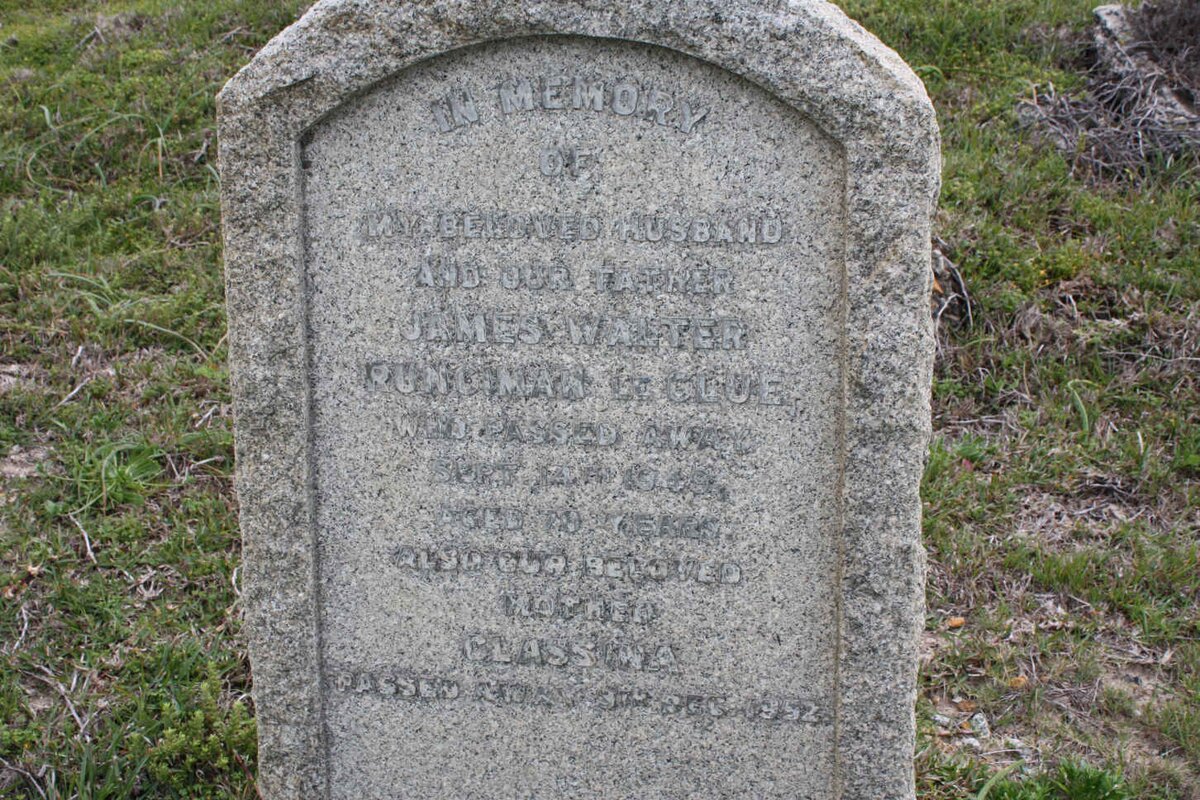 IN MEMORY
OF
MY BELOVED HUSBAND
AND OUR FATHER
JAMES WALTER
RUNCIMAN LE CLUE,
WHO PASSED AWAY
SEPT
AGED YEARS
ALSO OUR BELOVED
MOTHER
CLASSINA
PASSED AWAY 9TH DEC. 1952